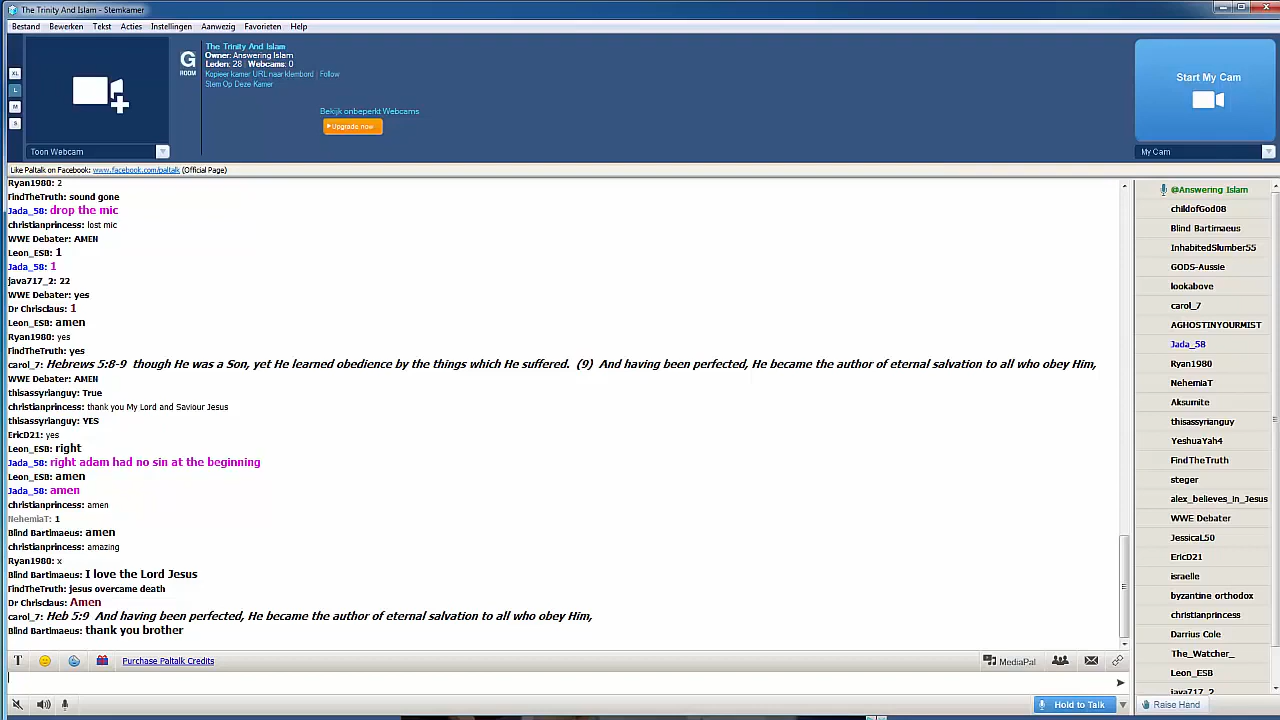 The Trinity And Islam - Stemkamer
Bestand Bewerken Tekst Acties Instellingen Aanwezig Favorieten Help
XL
L
M
S
Toon Webcam
G
ROOM
The Trinity And Islam
Owner: Answering Islam
Leden: 28 Webcams: 0
Kopieer kamer URL naar klembord | Follow
Stem Op Deze Kamer
Bekijk onbeperkt Webcams
Upgrade now
Start My Cam
My Cam
Like Paltalk on Facebook: www.facebook.com/paltalk (Official Page)
Ryan1980: 2
FindTheTruth: sound gone
Jada_58: drop the mic
christianprincess: lost mic
WWE Debater: AMEN
Leon_ESB: 1
Jada_58: 1
java717_2: 22
WWE Debater: yes
Dr Chrisclaus: 1
Leon_ESB: amen
Ryan1980: yes
FindTheTruth: yes
carol_7: Hebrews 5:8-9 though He was a Son, yet He learned obedience by the things which He suffered. (9) And having been perfected, He became the author of eternal salvation to all who obey Him,
WWE Debater: AMEN
thisassyrianguy: True
christianprincess: thank you My Lord and Saviour Jesus
thisassyrianguy: YES
EricD21: yes
Leon_ESB: right
Jada_58: right adam had no sin at the beginning
Leon_ESB: amen
Jada_58: amen
christianprincess: amen
NehemiaT: 1
Blind Bartimaeus: amen
christianprincess: amazing
Ryan1980: x
Blind Bartimaeus: I love the Lord Jesus
FindTheTruth: jesus overcame death
Dr Chrisclaus: Amen
carol_7: Heb 5:9 And having been perfected, He became the author of eternal salvation to all who obey Him,
Blind Bartimaeus: thank you brother
@Answering Islam
childofGod08
Blind Bartimaeus
InhabitedSlumber55
GODS-Aussie
lookabove
carol_7
AGHOSTINYOURMIST
Jada_58
Ryan1980
NehemiaT
Aksumite
thisassyrianguy
YeshuaYah4
FindTheTruth
steger
alex_believes_in_Jesus
WWE Debater
JessicaL50
EricD21
israelle
byzantine orthodox
christianprincess
Darrius Cole
The_Watcher_
Leon_ESB
java717_2
T Purchase Paltalk Credits
MediaPal
Hold to Talk
Raise Hand